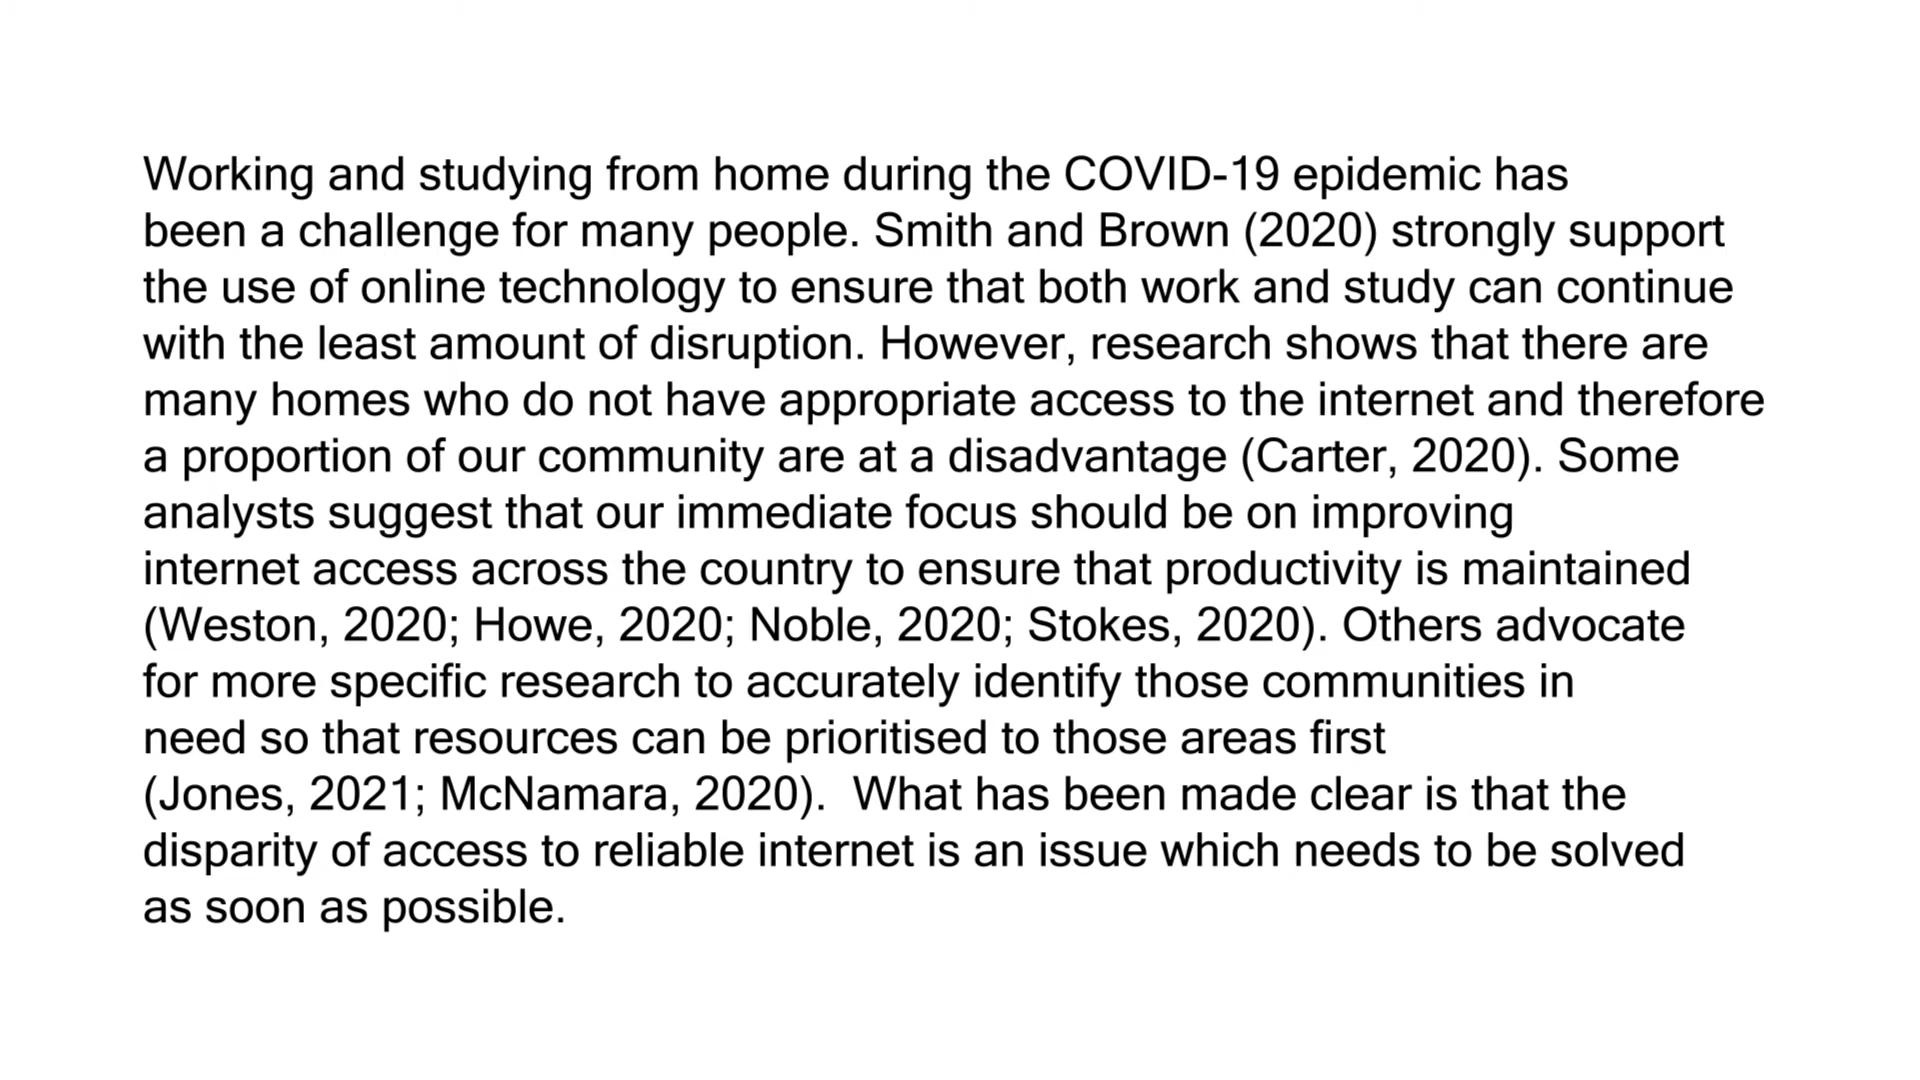 Working and studying from home during the COVID-19 epidemic has
been a challenge for many people. Smith and Brown (2020) strongly support
the use of online technology to ensure that both work and study can continue
with the least amount of disruption. However, research shows that there are
many homes who do not have appropriate access to the internet and therefore
a proportion of our community are at a disadvantage (Carter, 2020). Some
analysts suggest that our immediate focus should be on improving
internet access across the country to ensure that productivity is maintained
(Weston, 2020; Howe, 2020; Noble, 2020; Stokes, 2020). Others advocate
for more specific research to accurately identify those communities in
need so that resources can be prioritised to those areas first
(Jones, 2021; McNamara, 2020).  What has been made clear is that the
disparity of access to reliable internet is an issue which needs to be solved
as soon as possible.